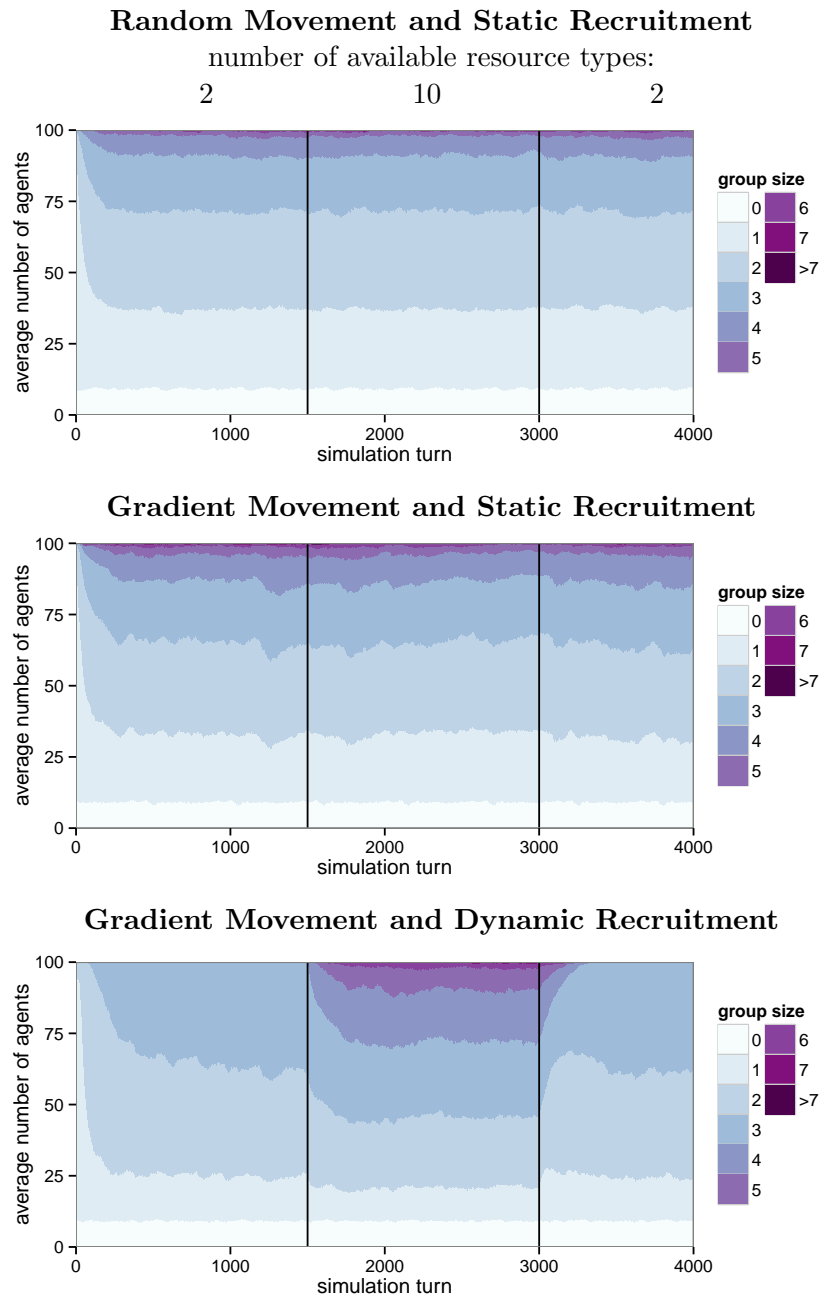 Random Movement and Static Recruitment
number of available resource types:
2 10 2
100
75
50
25
0
average number of agents
0 1000 2000 3000 4000
simulation turn
group size
0 6
1 7
2 >7
3
4
5
Gradient Movement and Static Recruitment
100
75
50
25
0
average number of agents
0 1000 2000 3000 4000
simulation turn
group size
0 6
1 7
2 >7
3
4
5
Gradient Movement and Dynamic Recruitment
100
75
50
25
0
average number of agents
0 1000 2000 3000 4000
simulation turn
group size
0 6
1 7
2 >7
3
4
5